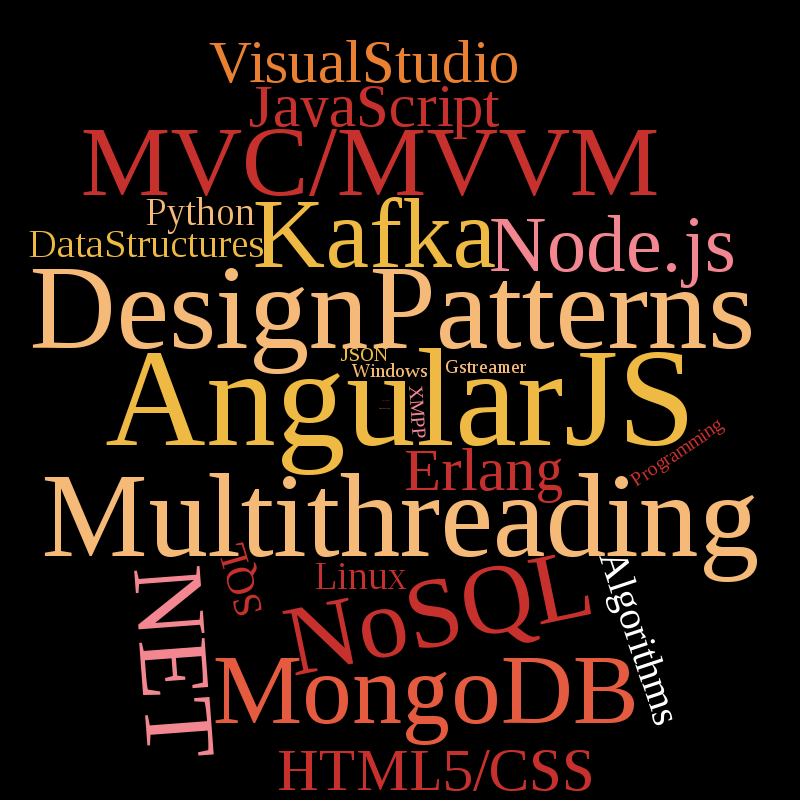 VisualStudio
JavaScript
MVC/MVVM
Python
Kafka
Node.js
DataStructures
DesignPatterns
JSON
Windows
Gstreamer
AngularJS
XMPP
Programming
Erlang
Multithreading
SQL
Linux
NoSQL
Algorithms
NET
MongoDB
HTML5/CSS